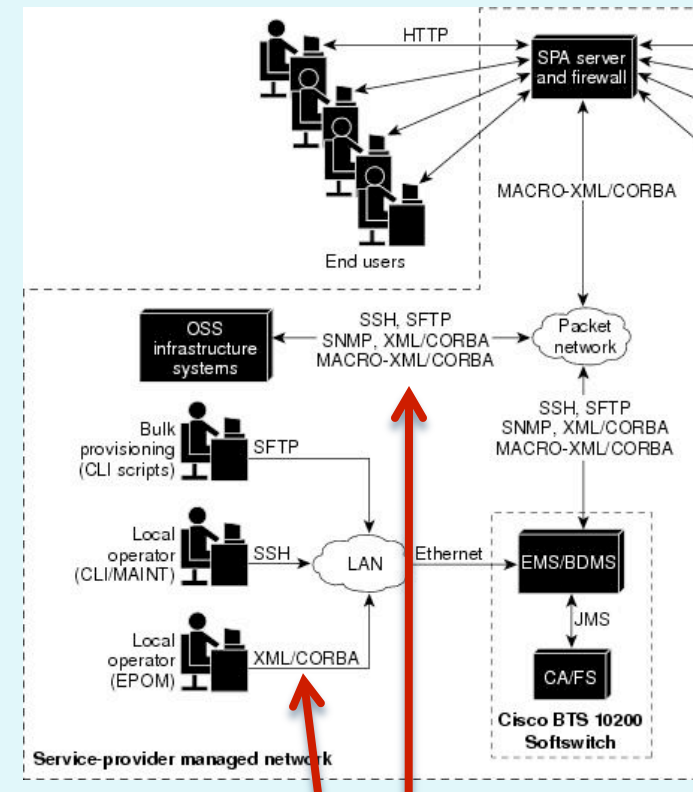 HTTP
SPA server
and firewall
MACRO-XML/CORBA
End users
OSS
infrastructure
systems
SSH, SFTP
SNMP, XML/CORBA
MACRO-XML/CORBA
Packet
network
SSH, SFTP
SNMP, XML/CORBA
MACRO-XML/CORBA
Bulk
provisioning
(CLI scripts)
SFTP
Local
operator
(CLI/MAINT)
SSH
LAN
Ethernet
EMS/BDMS
JMS
Local
operator
(EPOM)
XML/CORBA
CA/FS
Cisco BTS 10200
Softswitch
Service-provider managed network